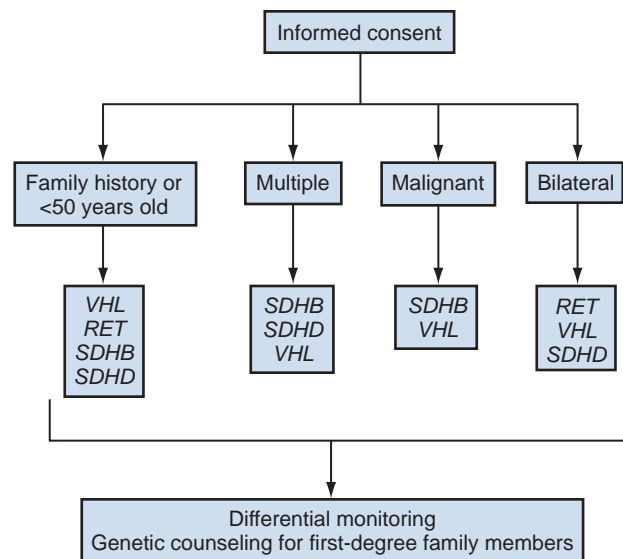 Informed consent
Family history or
<50 years old
Multiple
Malignant
Bilateral
VHL
RET
SDHB
SDHD
SDHB
SDHD
VHL
SDHB
VHL
RET
VHL
SDHD
Differential monitoring
Genetic counseling for first-degree family members